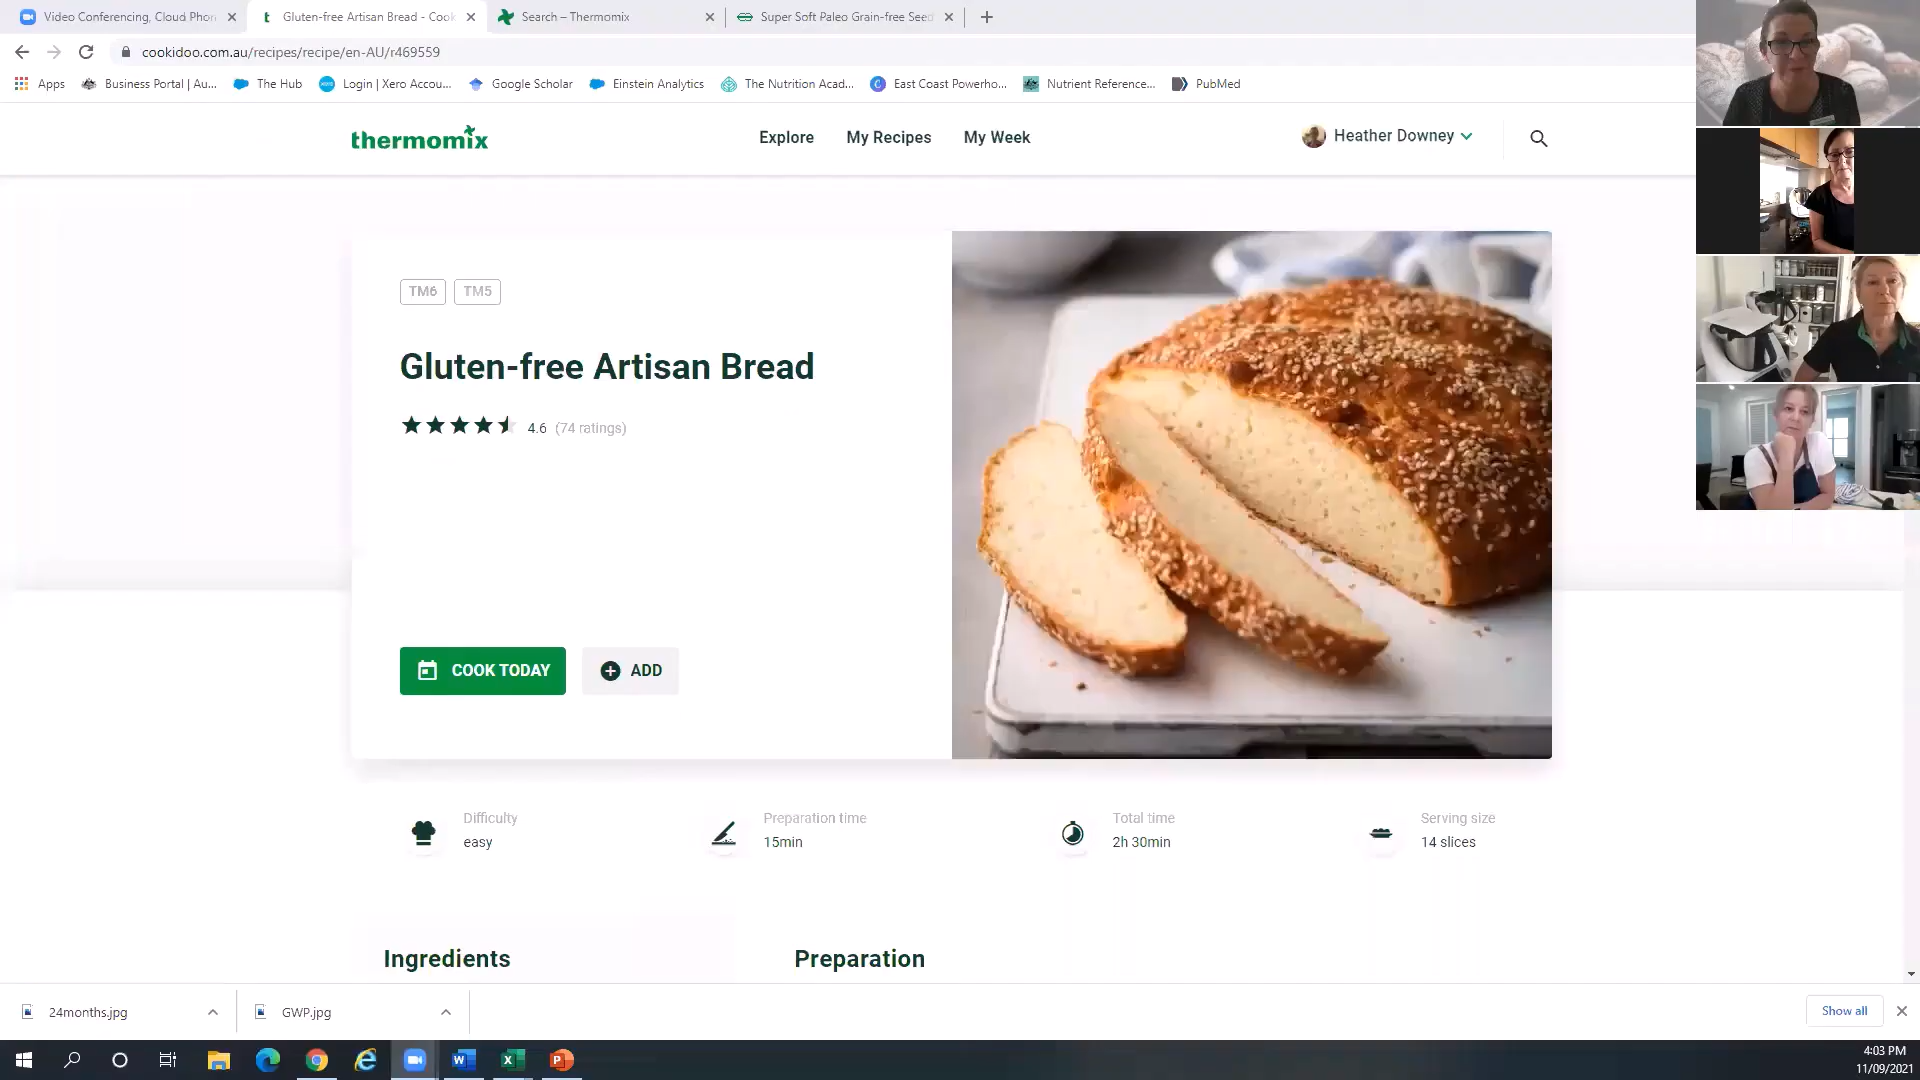 Video Conferencing, Cloud Phon
Gluten-free Artisan Bread - Cook
Search – Thermomix
Super Soft Paleo Grain-free Seed
cookidoo.com.au/recipes/recipe/en-AU/r469559
Apps
Business Portal | Au...
The Hub
Login | Xero Accou...
Google Scholar
Einstein Analytics
The Nutrition Acad...
East Coast Powerho...
Nutrient Reference...
PubMed
thermomix
Explore
My Recipes
My Week
Heather Downey
TM6
TM5
Gluten-free Artisan Bread
4.6 (74 ratings)
COOK TODAY
ADD
Difficulty
easy
Preparation time
15min
Total time
2h 30min
Serving size
14 slices
Ingredients
Preparation
24months.jpg
GWP.jpg
Show all
4:03 PM
11/09/2021